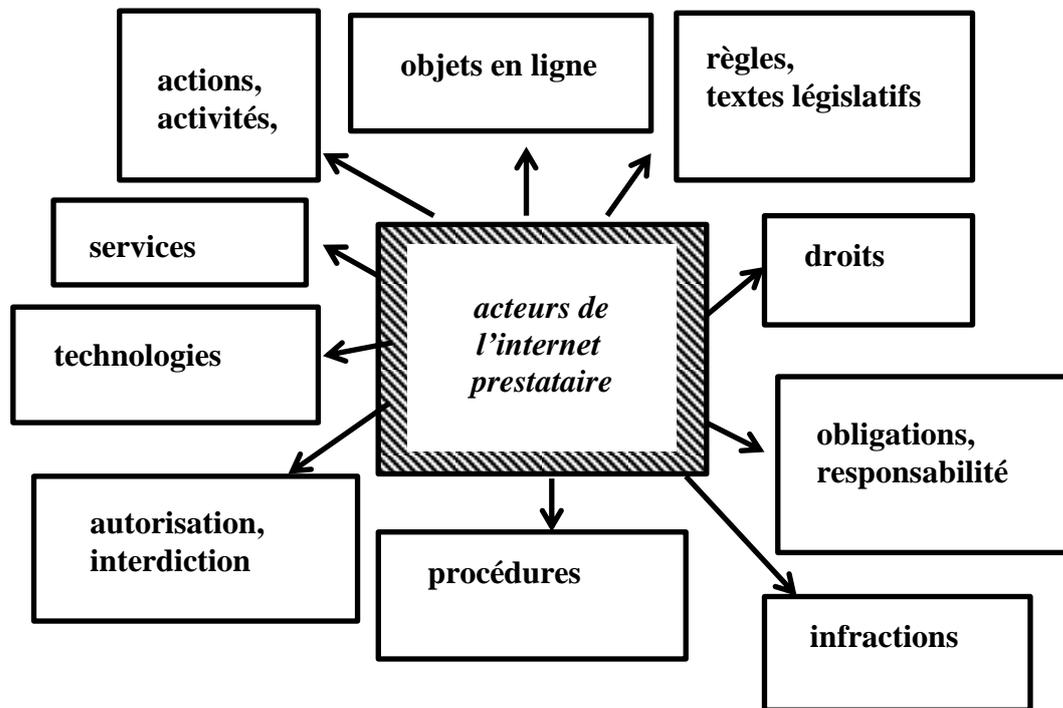 actions,
activités,
objets en ligne
règles,
textes législatifs
services
droits
acteurs de
l’internet
prestataire
technologies
obligations,
responsabilité
autorisation,
interdiction
procédures
infractions